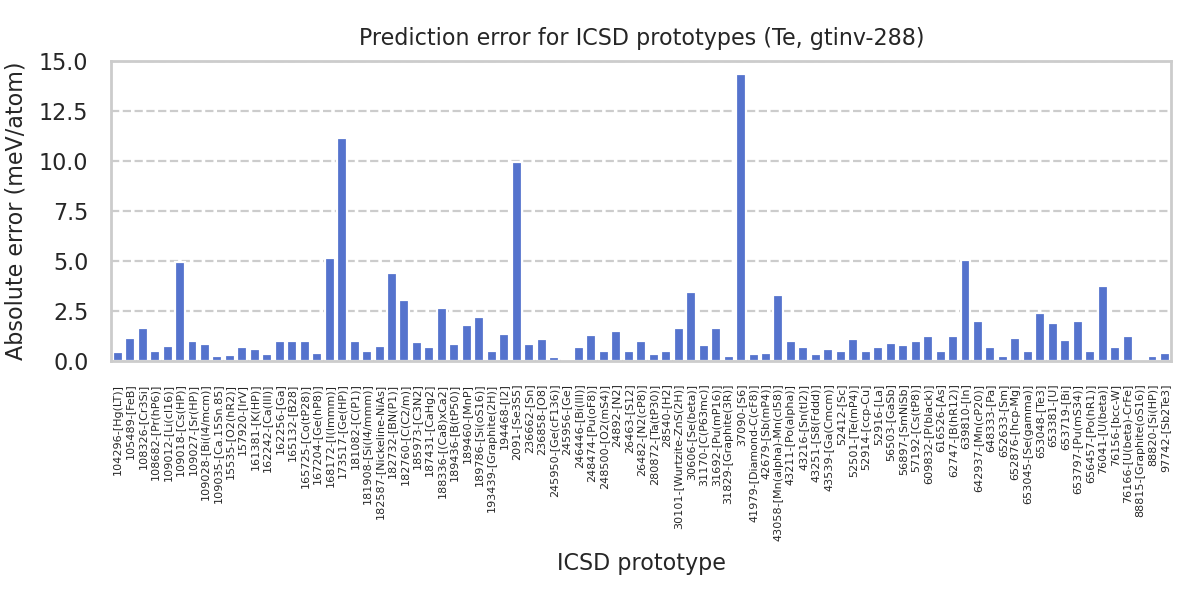 Prediction error for ICSD prototypes (Te, gtinv-288)
Absolute error (meV/atom)
15.0
12.5
10.0
7.5
5.0
2.5
0.0
104296-[Hg(LT)]
105489-[FeB]
108326-[Cr3Si]
108682-[Pr(hP6)]
109012-[Li(cI16)]
109018-[Cs(HP)]
109027-[Sr(HP)]
109028-[Bi(I4/mcm)]
109035-[Ca.15Sn.85]
15535-[O2(hR2)]
157920-[IrV]
161381-[K(HP)]
162242-[Ca(III)]
162256-[Ga]
165132-[B28]
165725-[Co(tP28)]
167204-[Ge(hP8)]
168172-[I(Immm)]
173517-[Ge(HP)]
181082-[C(P1)]
181908-[Si(I4/mmm)]
182587-[Nickeline-NiAs]
182732-[BN(P1)]
182760-[C(C2/m)]
185973-[C3N2]
187431-[CaHg2]
188336-[(Ca8)xCa2]
189436-[B(tP50)]
189460-[MnP]
189786-[Si(oS16)]
193439-[Graphite(2H)]
194468-[I2]
2091-[Se3S5]
236662-[Sn]
236858-[O8]
245950-[Ge(cF136)]
245956-[Ge]
246446-[Bi(III)]
248474-[Pu(oF8)]
248500-[O2(mS4)]
24892-[N2]
26463-[S12]
26482-[N2(cP8)]
280872-[Ta(tP30)]
28540-[H2]
30101-[Wurtzite-ZnS(2H)]
30606-[Se(beta)]
31170-[C(P63mc)]
31692-[Pu(mP16)]
31829-[Graphite(3R)]
37090-[S6]
41979-[Diamond-C(cF8)]
42679-[Sb(mP4)]
43058-[Mn(alpha)-Mn(cI58)]
43211-[Po(alpha)]
43216-[Sn(tI2)]
43251-[S8(Fddd)]
43539-[Ga(Cmcm)]
52412-[Sc]
52501-[Te(mP4)]
52914-[ccp-Cu]
52916-[La]
56503-[GaSb]
56897-[SmNiSb]
57192-[Cs(tP8)]
609832-[P(black)]
616526-[As]
62747-[B(hR12)]
639810-[In]
642937-[Mn(cP20)]
648333-[Pa]
652633-[Sm]
652876-[hcp-Mg]
653045-[Se(gamma)]
653048-[Te3]
653381-[U]
653719-[I4]
653797-[Pu(mS34)]
656457-[Po(hR1)]
76041-[U(beta)]
76156-[bcc-W]
76166-[U(beta)-CrFe]
88815-[Graphite(oS16)]
88820-[Si(HP)]
97742-[Sb2Te3]
ICSD prototype